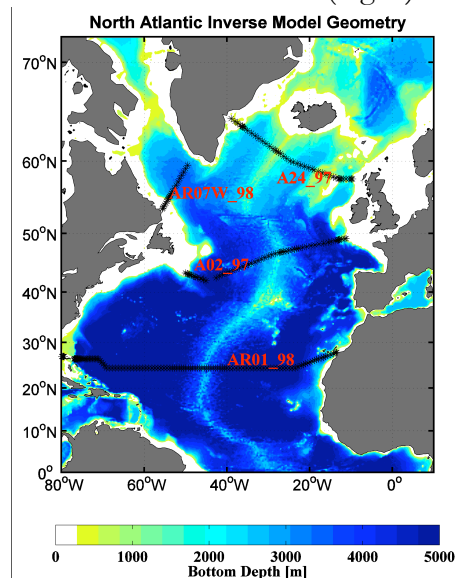 North Atlantic Inverse Model Geometry
70°N
60°N
50°N
40°N
30°N
20°N
10°N
0°
80°W
60°W
40°W
20°W
0°
A24_97
AR07W_98
A02_97
AR01_98
0
1000
2000
3000
4000
5000
Bottom Depth [m]